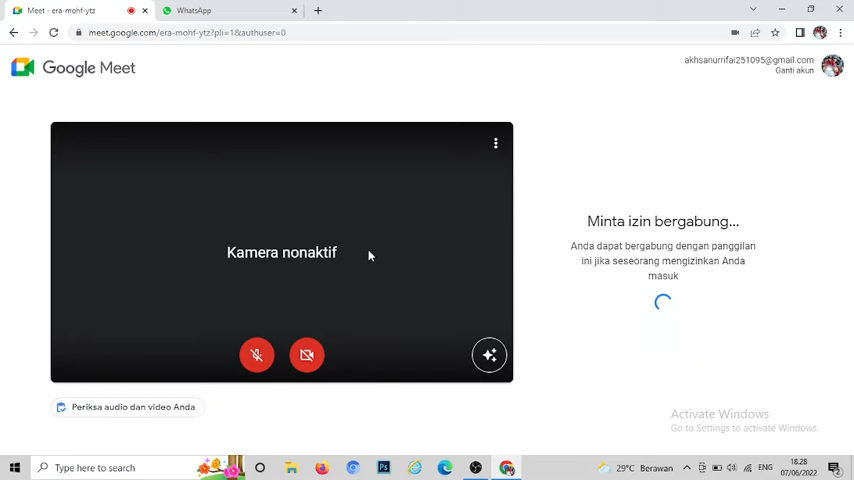 Meet - era-mohf-ytz
WhatsApp
meet.google.com/era-mohf-ytz?pli=1&authuser=0
Google Meet
akhsanurrifai251095@gmail.com
Ganti akun
Kamera nonaktif
Minta izin bergabung...
Anda dapat bergabung dengan panggilan
ini jika seseorang mengizinkan Anda
masuk
Periksa audio dan video Anda
Activate Windows
Go to Settings to activate Windows.
Type here to search
Ps
29°C Berawan
ENG
18.28
07/06/2022
2